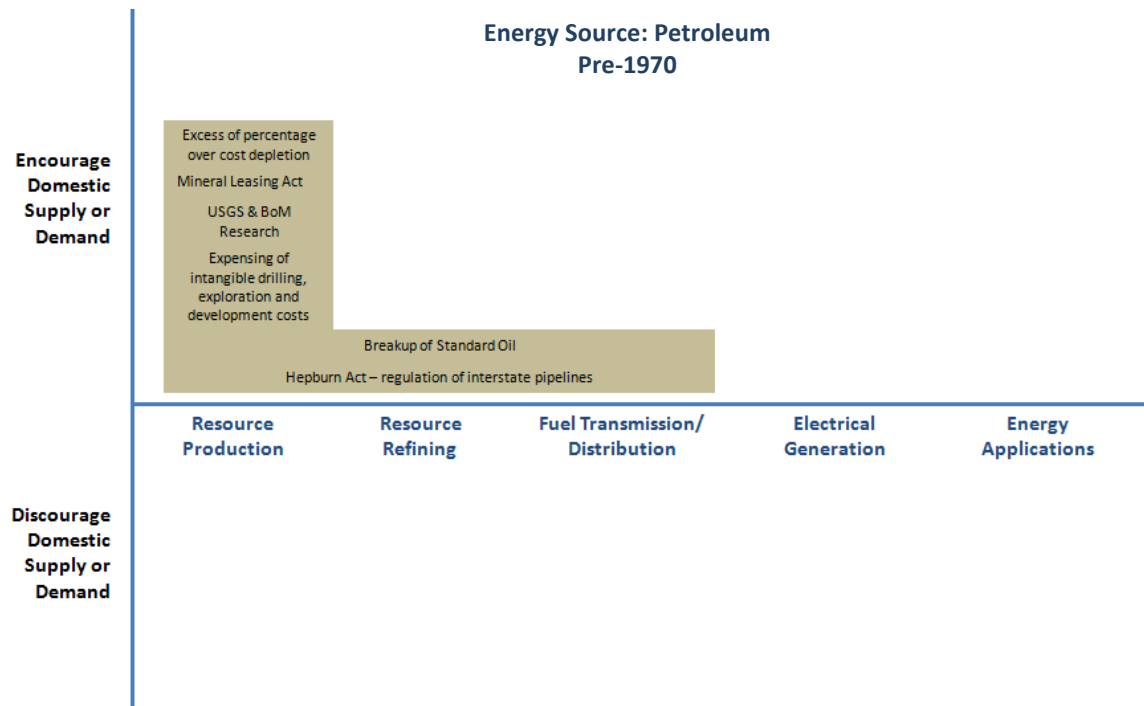 Energy Source: Petroleum
Pre-1970
Encourage
Domestic
Supply or
Demand
Excess of percentage
over cost depletion
Mineral Leasing Act
USGS & BoM
Research
Expensing of
intangible drilling,
exploration and
development costs
Breakup of Standard Oil
Hepburn Act – regulation of interstate pipelines
Resource
Production
Resource
Refining
Fuel Transmission/
Distribution
Electrical
Generation
Energy
Applications
Discourage
Domestic
Supply or
Demand